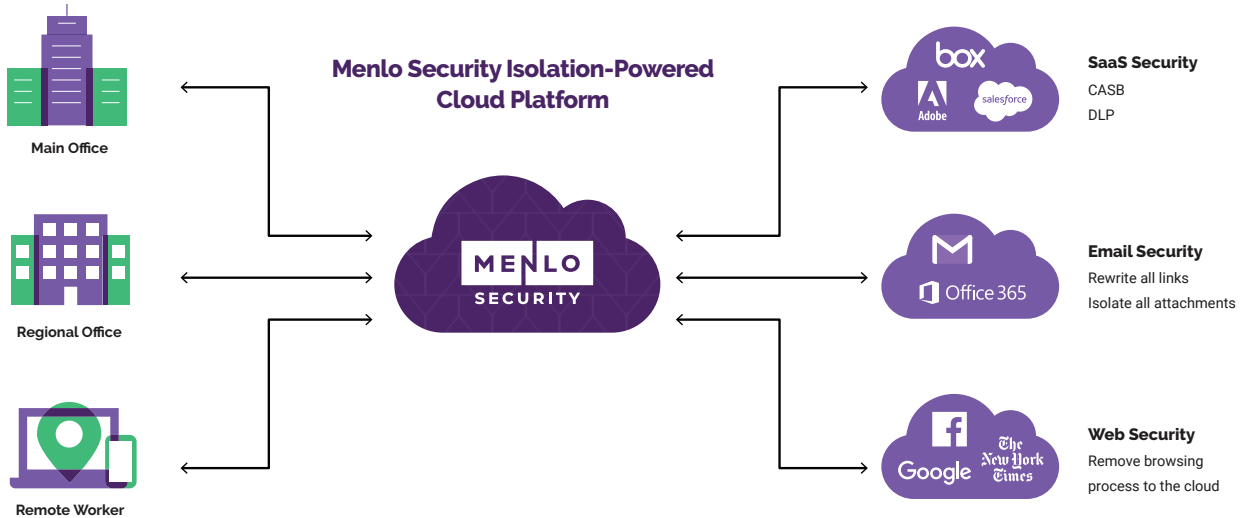 Menlo Security Isolation-Powered
Cloud Platform
Main Office
Regional Office
Remote Worker
MENLO
SECURITY
box
Adobe
salesforce
SaaS Security
CASB
DLP
Office 365
Email Security
Rewrite all links
Isolate all attachments
Google
The
New York
Times
Web Security
Remove browsing
process to the cloud